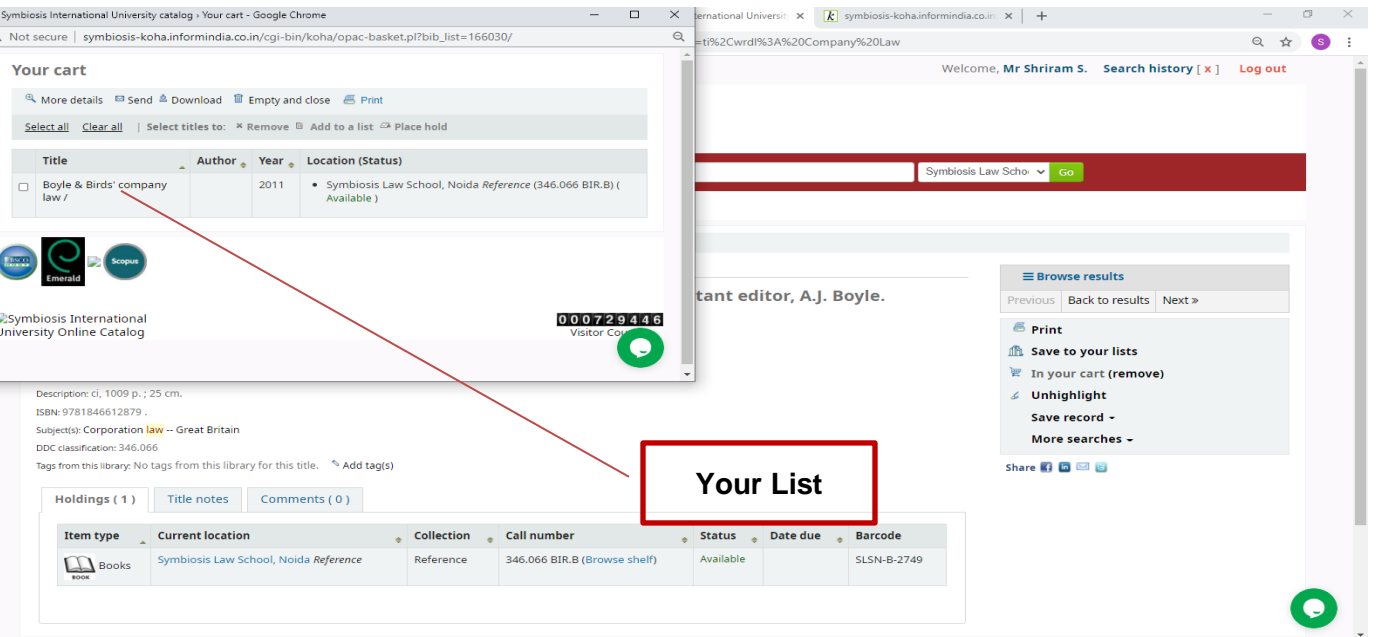 Symbiosis International University catalog › Your cart - Google Chrome
Not secure | symbiosis-koha.informindia.co.in/cgi-bin/koha/opac-basket.pl?bib_list=166030/
Your cart
More details Send Download Empty and close Print
Select all Clear all | Select titles to: Remove Add to a list Place hold
Title Author Year Location (Status)
Boyle & Birds' company law / 2011 • Symbiosis Law School, Noida Reference (346.066 BIR.B) (
Available )
Emerald
Scopus
Symbiosis International
University Online Catalog
000729446
Visitor
ernational Universit symbiosis-koha.informindia.co.in
=ti%2Cwrdl%3A%20Company%20Law
S
Welcome, Mr Shriram S. Search history [ x ] Log out
Symbiosis Law Scho Go
tant editor, A.J. Boyle.
Browse results
Previous Back to results Next »
Print
Save to your lists
In your cart (remove)
Unhighlight
Save record
More searches
Share
Description: ci, 1009 p. ; 25 cm.
ISBN: 9781846612879 .
Subject(s): Corporation law -- Great Britain
DDC classification: 346.066
Tags from this library: No tags from this library for this title. Add tag(s)
Your List
Holdings ( 1 ) Title notes Comments ( 0 )
Item type Current location Collection Call number Status Date due Barcode
BOOK Books Symbiosis Law School, Noida Reference Reference 346.066 BIR.B (Browse shelf) Available SLSN-B-2749